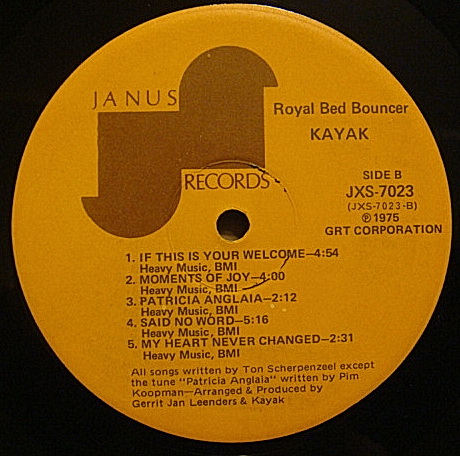 JANUS
RECORDS
Royal Bed Bouncer
KAYAK
SIDE B
JXS-7023
(JXS-7023-B)
℗1975
GRT CORPORATION
1. IF THIS IS YOUR WELCOME—4:54
Heavy Music, BMI
2. MOMENTS OF JOY—4:00
Heavy Music, BMI
3. PATRICIA ANGLAIA—2:12
Heavy Music, BMI
4. SAID NO WORD—5:16
Heavy Music, BMI
5. MY HEART NEVER CHANGED—2:31
Heavy Music, BMI
All songs written by Ton Scherpenzeel except
the tune "Patricia Anglaia" written by Pim
Koopman—Arranged & Produced by
Gerrit Jan Leenders & Kayak